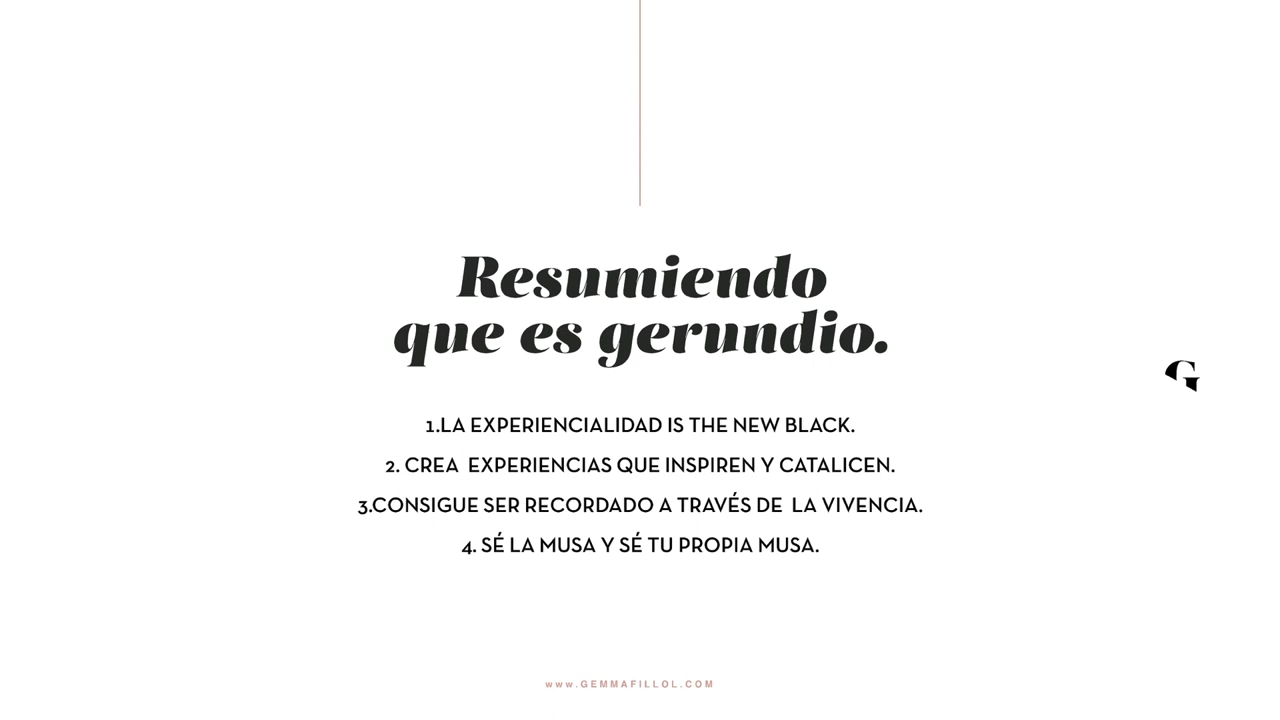 Resumiendo
que es gerundio.
G
1.LA EXPERIENCIALIDAD IS THE NEW BLACK.
2. CREA  EXPERIENCIAS QUE INSPIREN Y CATALICEN.
3.CONSIGUE SER RECORDADO A TRAVÉS DE  LA VIVENCIA.
4. SÉ LA MUSA Y SÉ TU PROPIA MUSA.
www.GEMMAFILLOL.COM